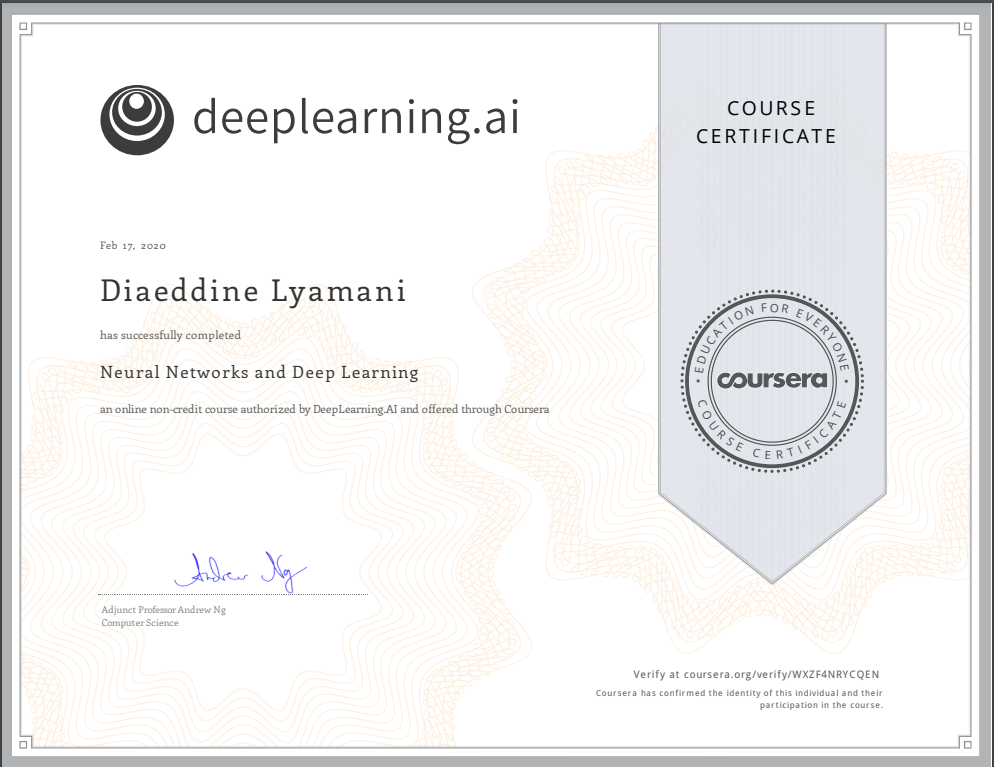 deeplearning.ai
COURSE
CERTIFICATE
Feb 17, 2020
Diaeddine Lyamani
has successfully completed
Neural Networks and Deep Learning
an online non-credit course authorized by DeepLearning.AI and offered through Coursera
EDUCATION FOR EVERYONE
coursera
COURSE CERTIFICATE
Andrew Ng
Adjunct Professor Andrew Ng
Computer Science
Verify at coursera.org/verify/WXZF4NRYCQEN
Coursera has confirmed the identity of this individual and their
participation in the course.